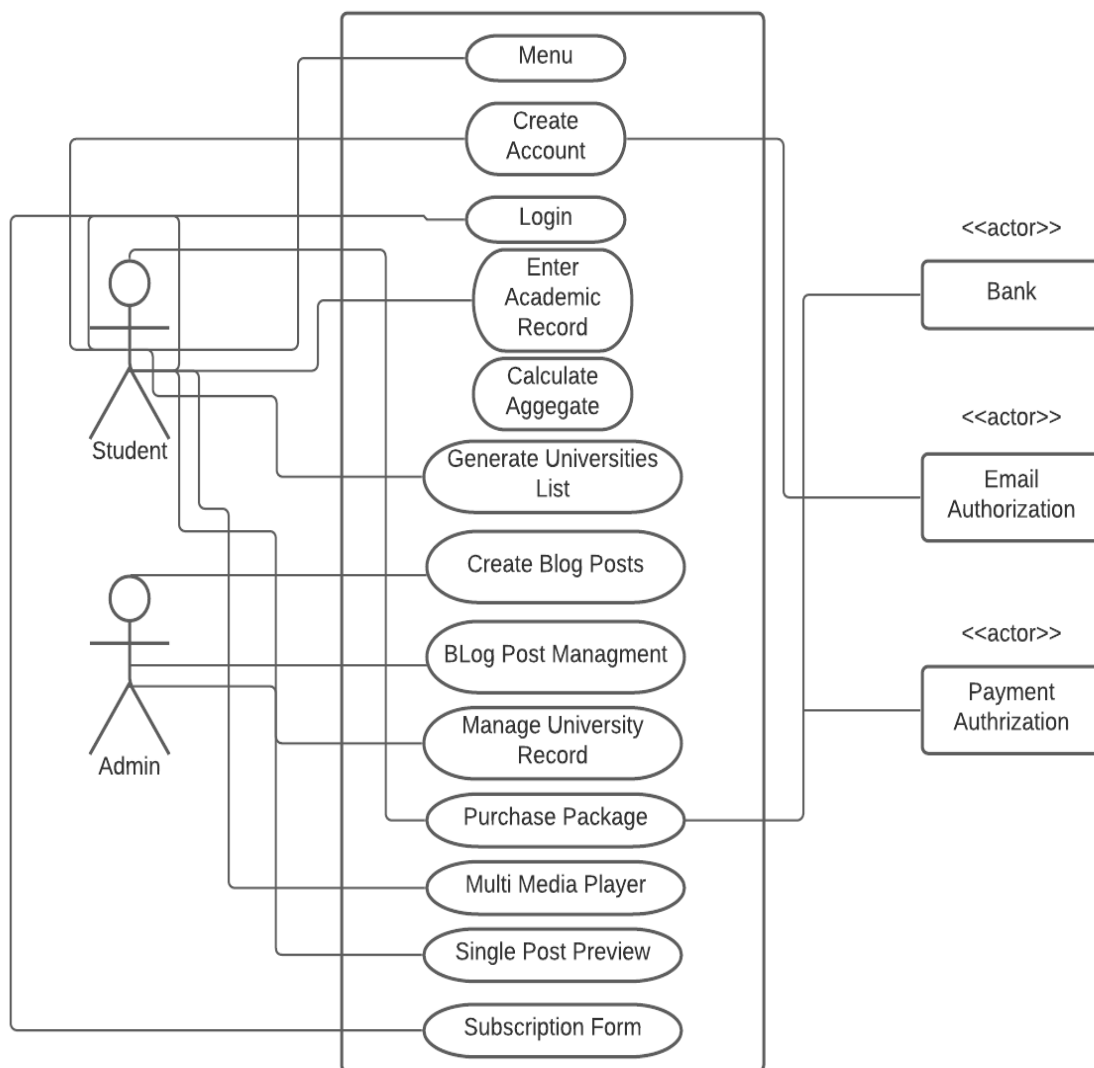 Menu
Create
Account
Login
Enter
Academic
Record
Calculate
Aggegate
Generate Universities
List
Create Blog Posts
BLog Post Managment
Manage University
Record
Purchase Package
Multi Media Player
Single Post Preview
Subscription Form
Student
Admin
<<actor>>
Bank
<<actor>>
Email
Authorization
<<actor>>
Payment
Authrization